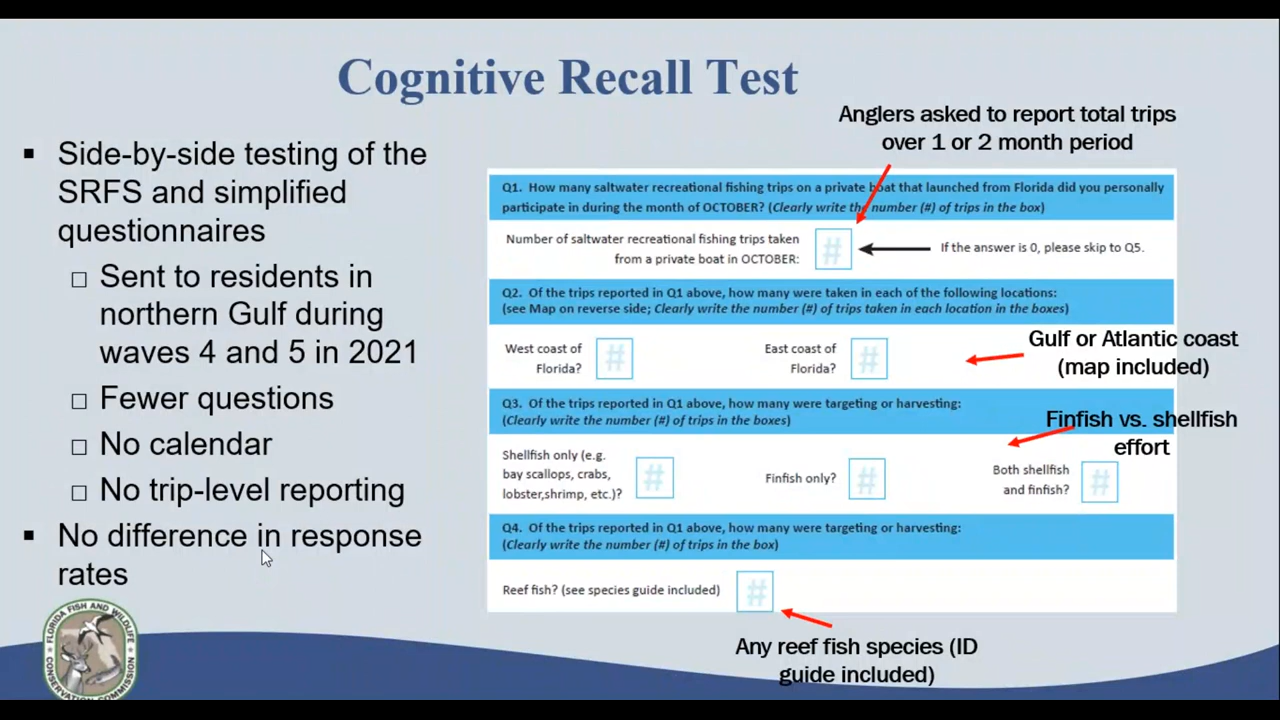 Cognitive Recall Test
▪ Side-by-side testing of the
SRFS and simplified
questionnaires
□ Sent to residents in
northern Gulf during
waves 4 and 5 in 2021
□ Fewer questions
□ No calendar
□ No trip-level reporting
▪ No difference in response
rates
Anglers asked to report total trips
over 1 or 2 month period
Q1. How many saltwater recreational fishing trips on a private boat that launched from Florida did you personally
participate in during the month of OCTOBER? (Clearly write the number (#) of trips in the box)
Number of saltwater recreational fishing trips taken
from a private boat in OCTOBER:
#
If the answer is 0, please skip to Q5.
Q2. Of the trips reported in Q1 above, how many were taken in each of the following locations:
(see Map on reverse side; Clearly write the number (#) of trips taken in each location in the boxes)
West coast of
Florida?
#
East coast of
Florida?
#
Gulf or Atlantic coast
(map included)
Q3. Of the trips reported in Q1 above, how many were targeting or harvesting:
(Clearly write the number (#) of trips in the boxes)
Finfish vs. shellfish
effort
Shellfish only (e.g.
bay scallops, crabs,
lobster,shrimp, etc.)?
#
Finfish only?
#
Both shellfish
and finfish?
#
Q4. Of the trips reported in Q1 above, how many were targeting or harvesting:
(Clearly write the number (#) of trips in the box)
Reef fish? (see species guide included)
#
Any reef fish species (ID
guide included)
FLORIDA FISH AND WILDLIFE
CONSERVATION COMMISSION